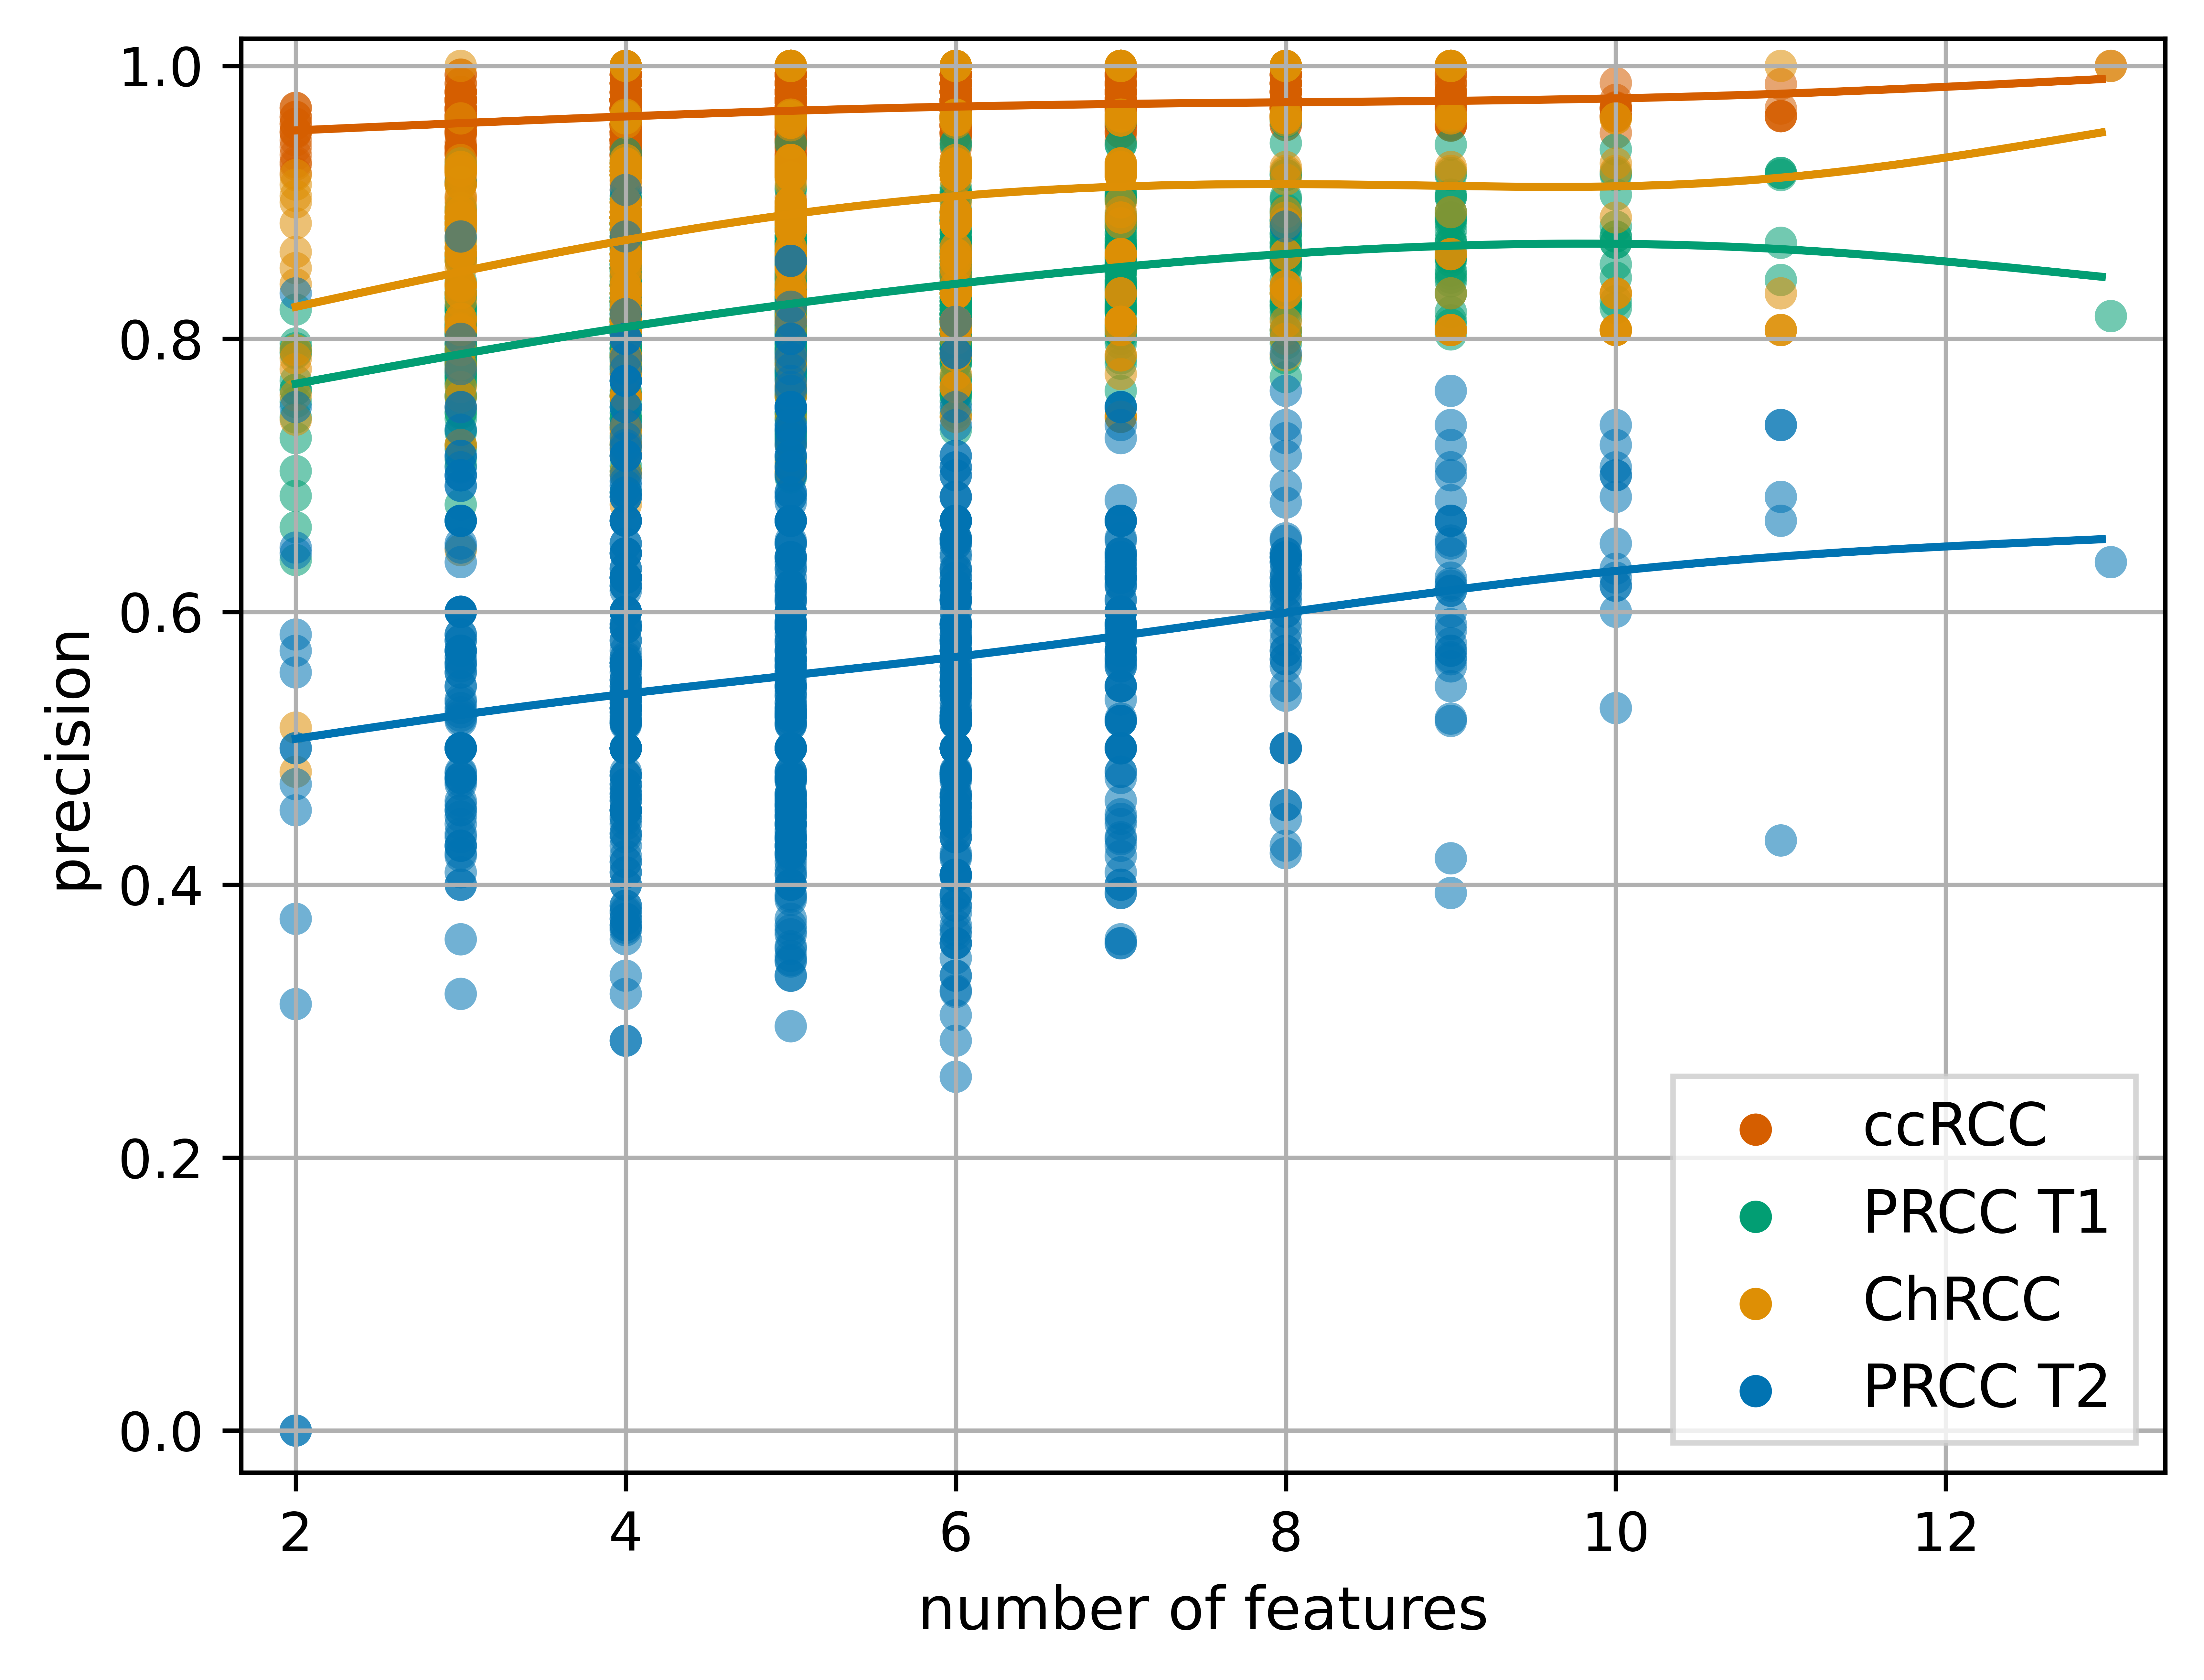 1.0
0.8
0.6
0.4
0.2
0.0
precision
2 4 6 8 10 12
number of features
ccRCC
PRCC T1
ChRCC
PRCC T2